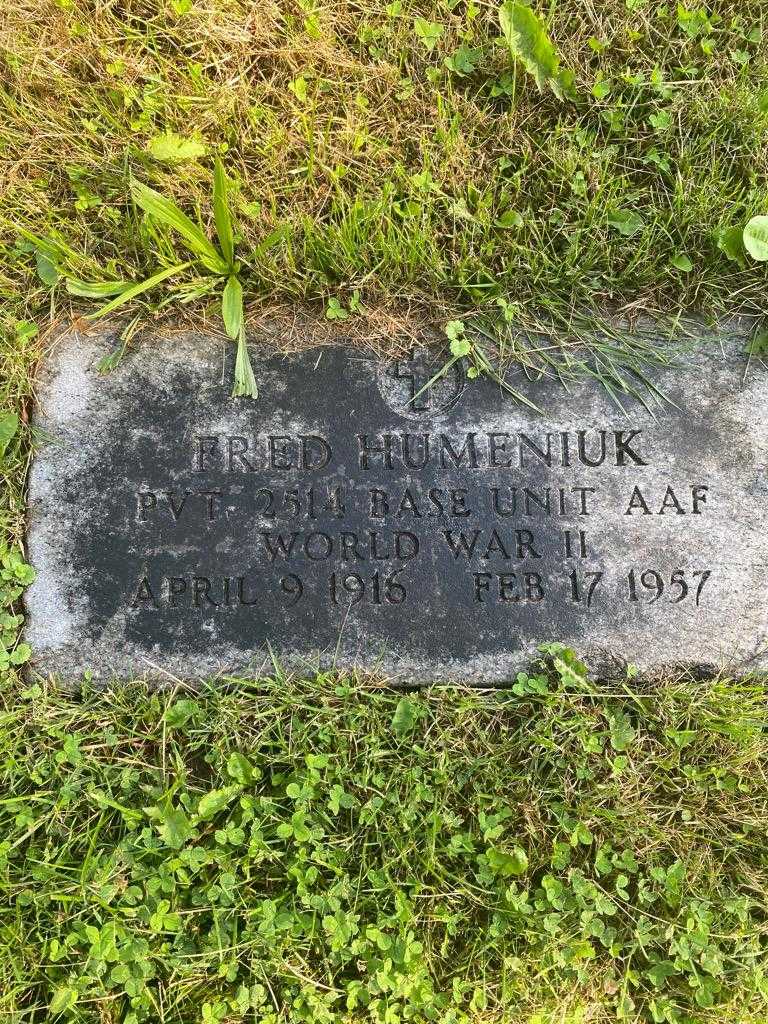 FRED HUMENIUK
PVT 2514 BASE UNIT AAF
WORLD WAR II
APRIL 9 1916 FEB 17 1957